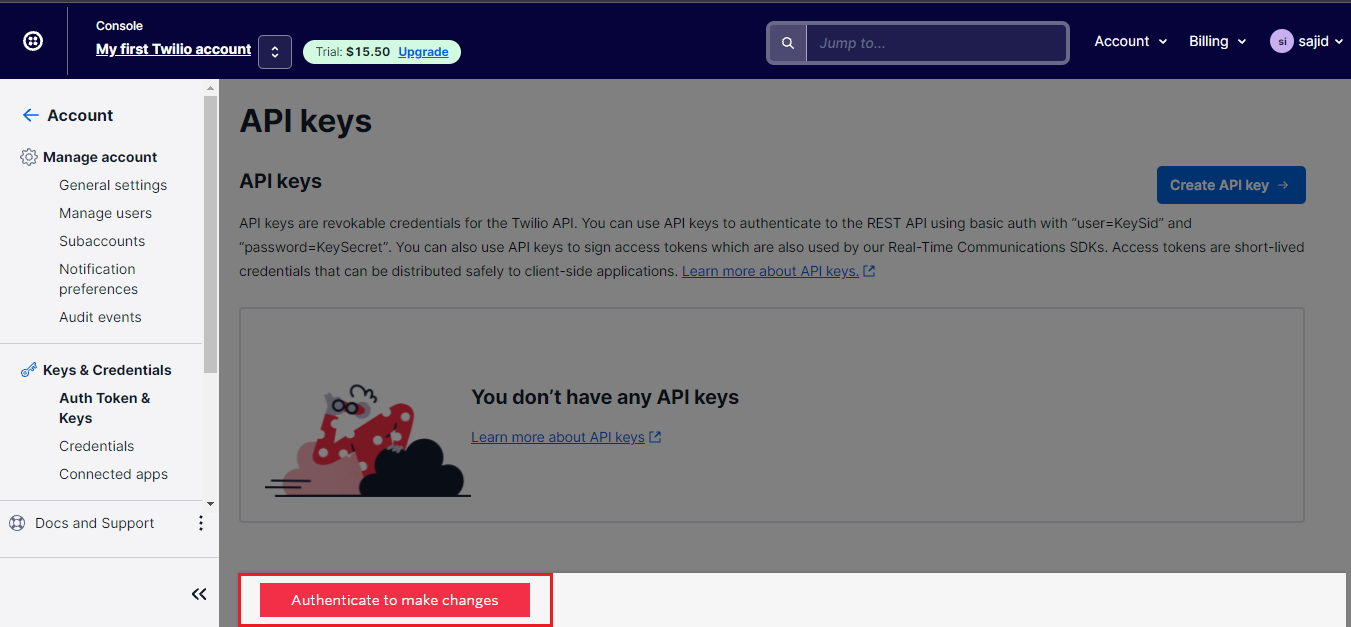 Console
My first Twilio account
Trial: $15.50 Upgrade
Jump to...
Account
Billing
si
sajid
Account
Manage account
General settings
Manage users
Subaccounts
Notification
preferences
Audit events
Keys & Credentials
Auth Token &
Keys
Credentials
Connected apps
Docs and Support
API keys
API keys
Create API key
API keys are revokable credentials for the Twilio API. You can use API keys to authenticate to the REST API using basic auth with “user=KeySid” and
“password=KeySecret”. You can also use API keys to sign access tokens which are also used by our Real-Time Communications SDKs. Access tokens are short-lived
credentials that can be distributed safely to client-side applications. Learn more about API keys.
You don’t have any API keys
Learn more about API keys
Authenticate to make changes